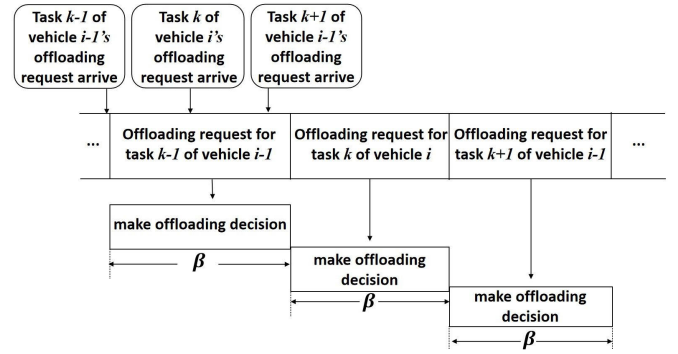 Task k-1 of
vehicle i-1's
offloading
request arrive
Task k of
vehicle i's
offloading
request arrive
Task k+1 of
vehicle i-1's
offloading
request arrive
...
Offloading request for
task k-1 of vehicle i-1
Offloading request for
task k of vehicle i
Offloading request for
task k+1 of vehicle i-1
...
make offloading decision
β
make offloading
decision
β
make offloading
decision
β